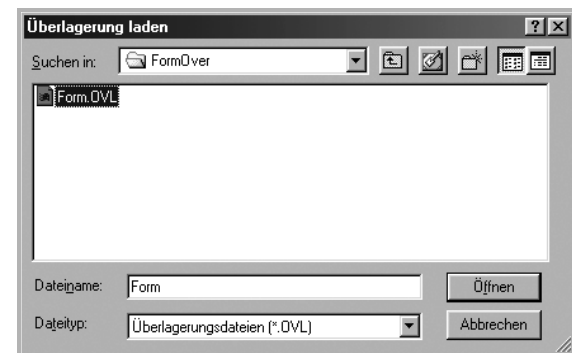 Überlagerung laden
Suchen in: FormOver
Form.OVL
Dateiname: Form Öffnen
Dateityp: Überlagerungsdateien (*.OVL) Abbrechen